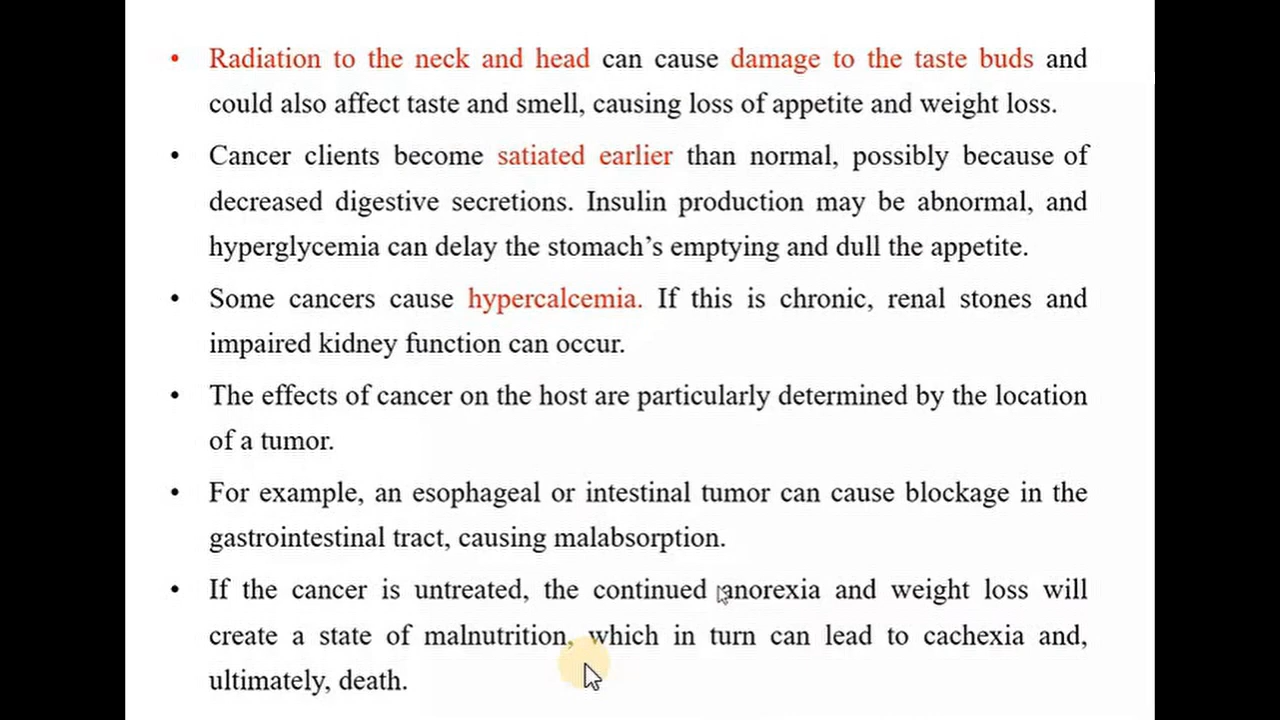 • Radiation to the neck and head can cause damage to the taste buds and
could also affect taste and smell, causing loss of appetite and weight loss.
• Cancer clients become satiated earlier than normal, possibly because of
decreased digestive secretions. Insulin production may be abnormal, and
hyperglycemia can delay the stomach’s emptying and dull the appetite.
• Some cancers cause hypercalcemia. If this is chronic, renal stones and
impaired kidney function can occur.
• The effects of cancer on the host are particularly determined by the location
of a tumor.
• For example, an esophageal or intestinal tumor can cause blockage in the
gastrointestinal tract, causing malabsorption.
• If the cancer is untreated, the continued anorexia and weight loss will
create a state of malnutrition, which in turn can lead to cachexia and,
ultimately, death.